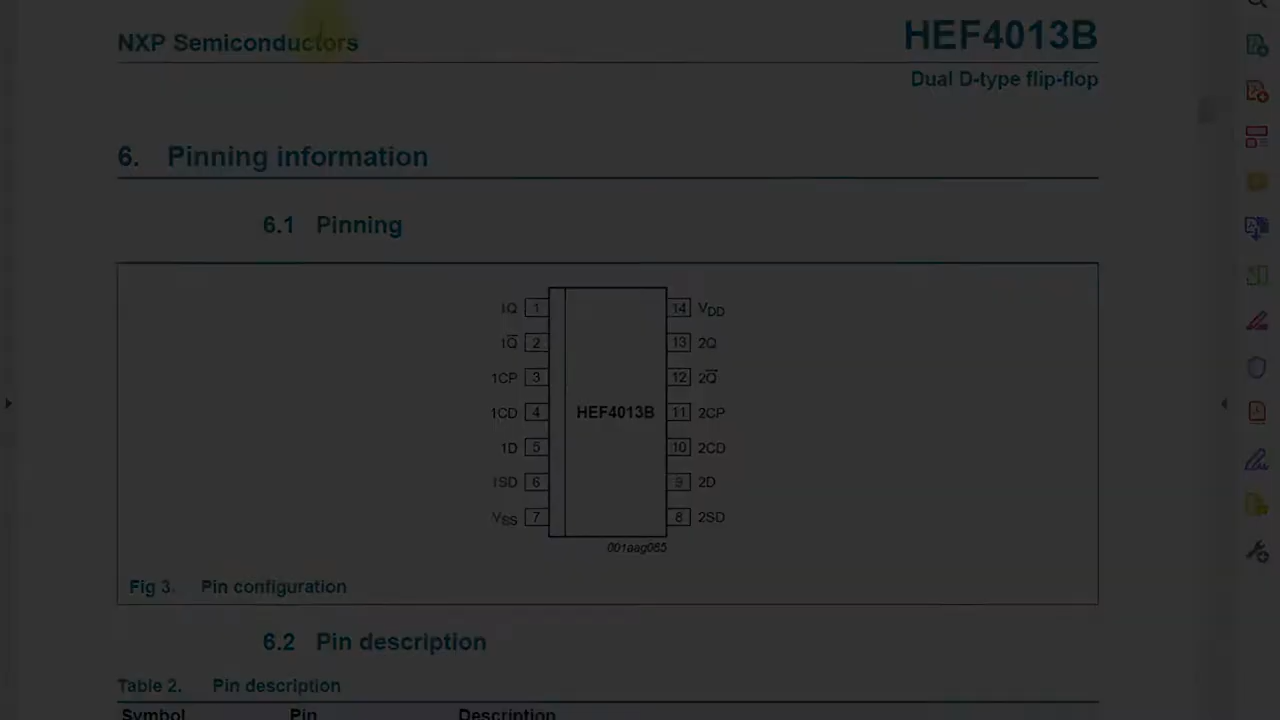 NXP Semiconductors
HEF4013B
Dual D-type flip-flop
6. Pinning information
6.1 Pinning
1Q 1
1Q̅ 2
1CP 3
1CD 4
1D 5
1SD 6
VSS 7
HEF4013B
14 VDD
13 2Q
12 2Q̅
11 2CP
10 2CD
9 2D
8 2SD
001aag085
Fig 3. Pin configuration
6.2 Pin description
Table 2. Pin description
Symbol Pin Description